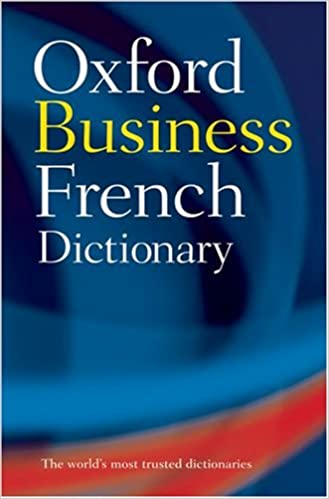 Oxford
Business
French
Dictionary
The world's most trusted dictionaries